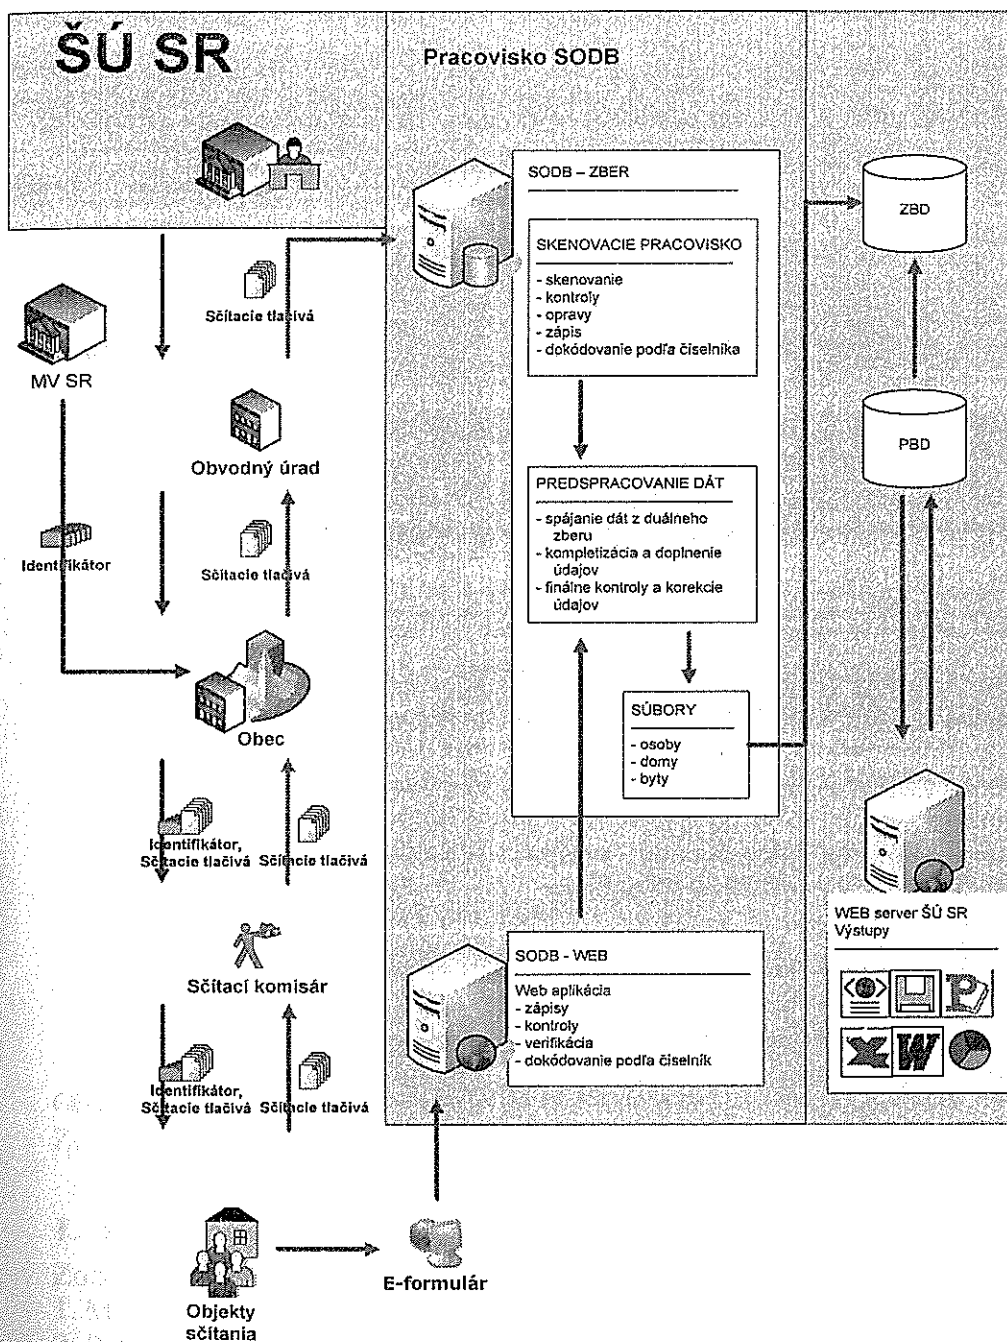 ŠÚ SR
Pracovisko SODB
SODB – ZBER
SKENOVACIE PRACOVISKO
- skenovanie
- kontroly
- opravy
- zápis
- dokódovanie podľa číselníka
ZBD
Sčítacie tlačivá
MV SR
Obvodný úrad
PBD
PREDSPRACOVANIE DÁT
- spájanie dát z duálneho
zberu
- kompletizácia a doplnenie
údajov
- finálne kontroly a korekcie
údajov
Identifikátor
Sčítacie tlačivá
Obec
SÚBORY
- osoby
- domy
- byty
Identifikátor,
Sčítacie tlačivá
Sčítacie tlačivá
Sčítací komisár
WEB server ŠÚ SR
Výstupy
SODB - WEB
Web aplikácia
- zápisy
- kontroly
- verifikácia
- dokódovanie podľa číselník
Identifikátor,
Sčítacie tlačivá
Sčítacie tlačivá
E-formulár
Objekty
sčítania